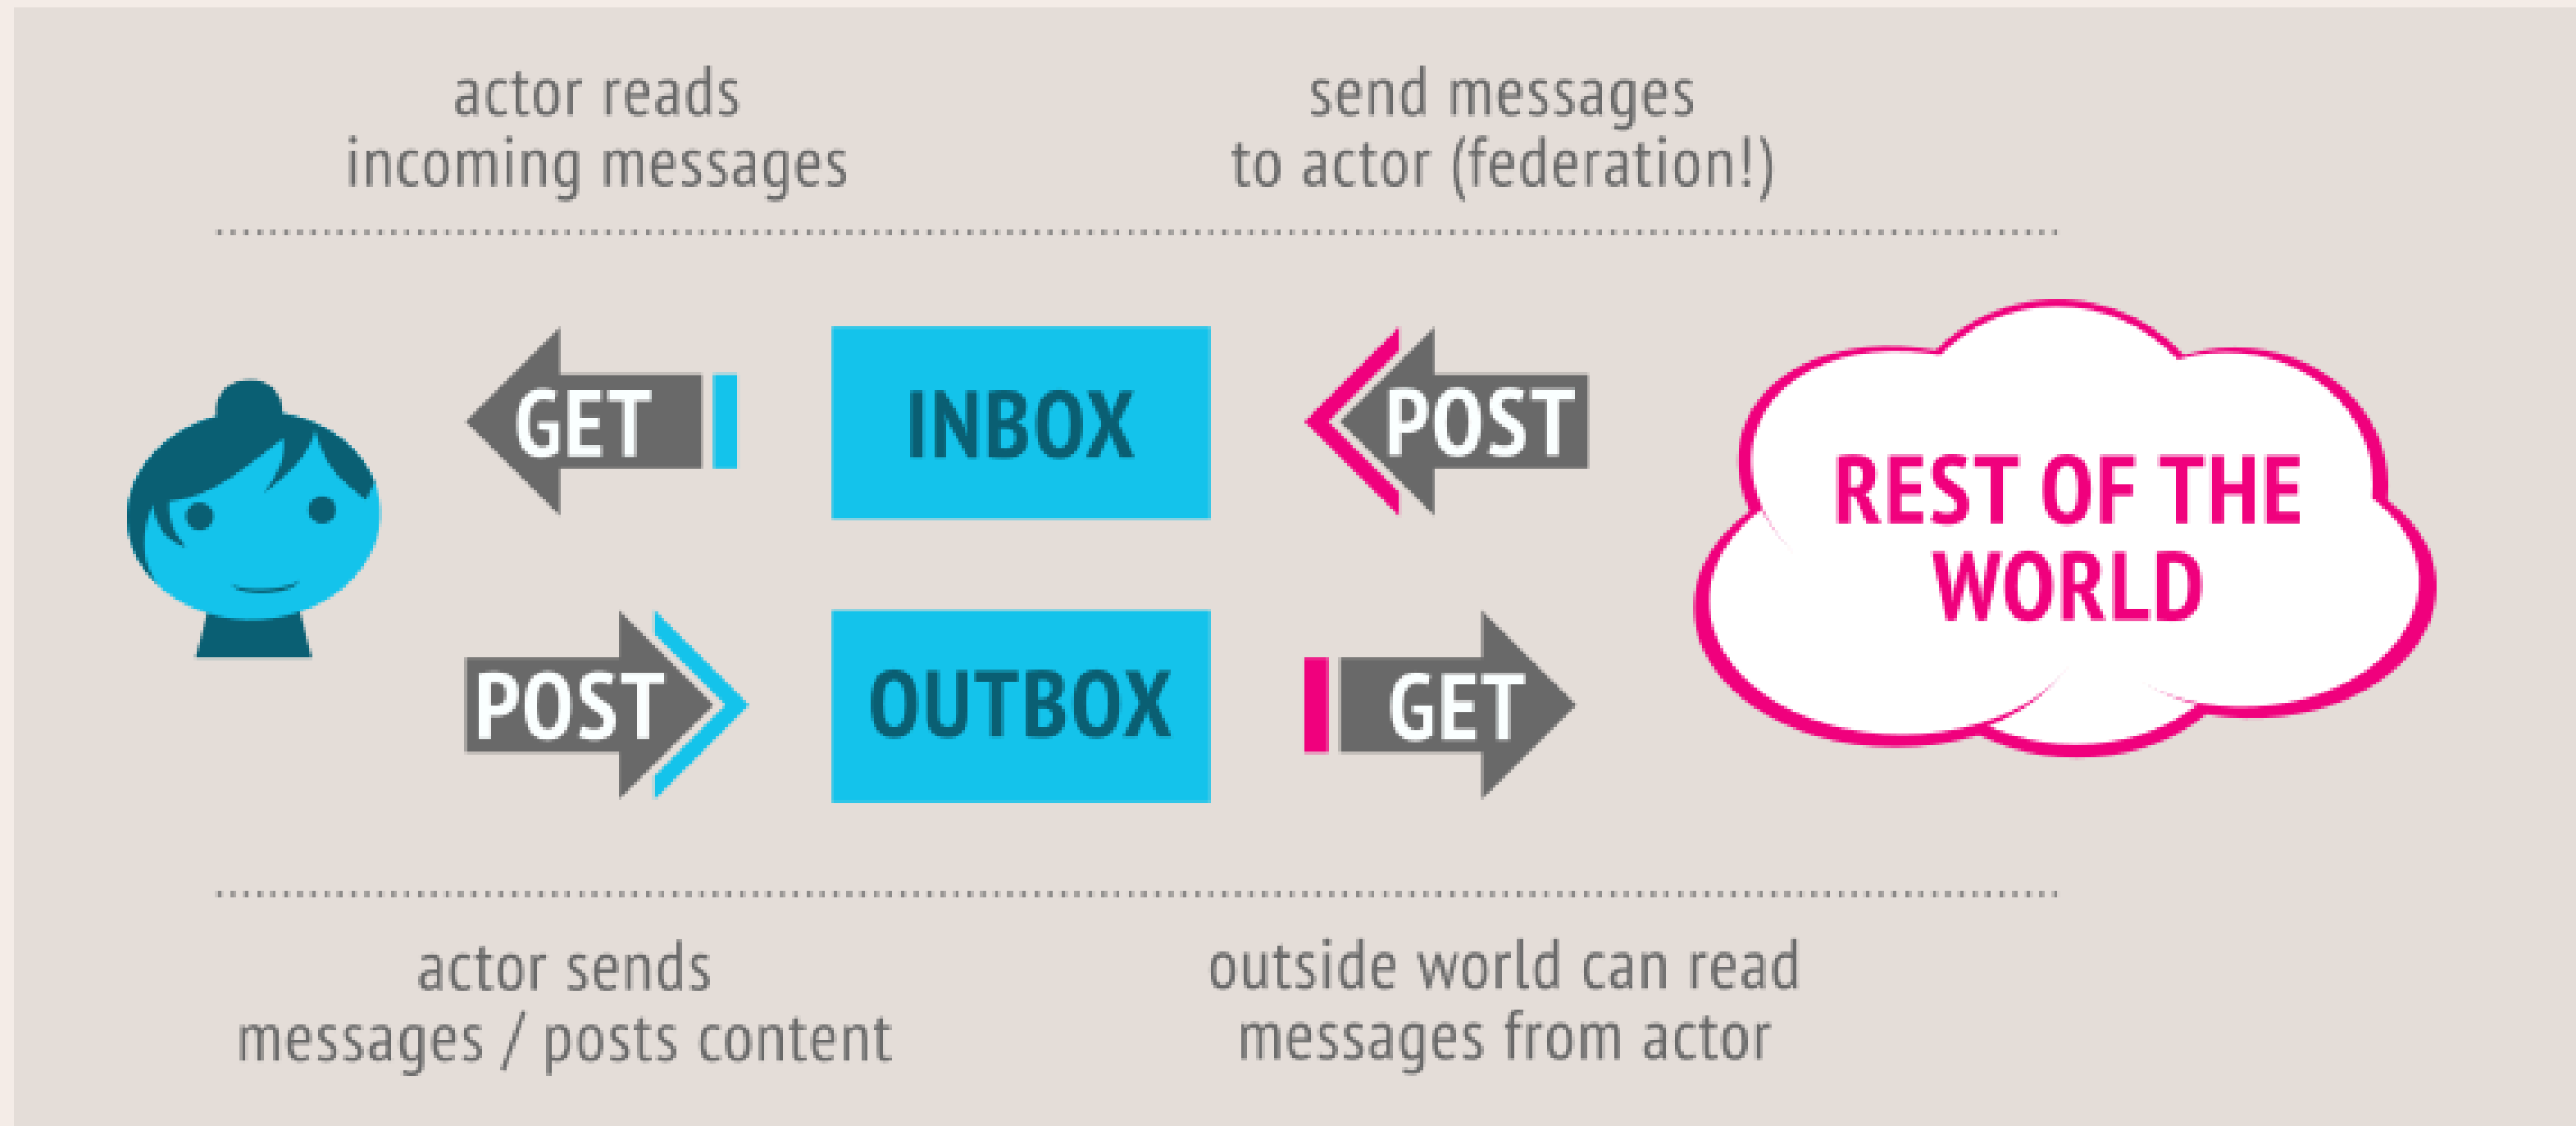 actor reads
incoming messages
send messages
to actor (federation!)
GET
INBOX
POST
REST OF THE
WORLD
POST
OUTBOX
GET
actor sends
messages / posts content
outside world can read
messages from actor